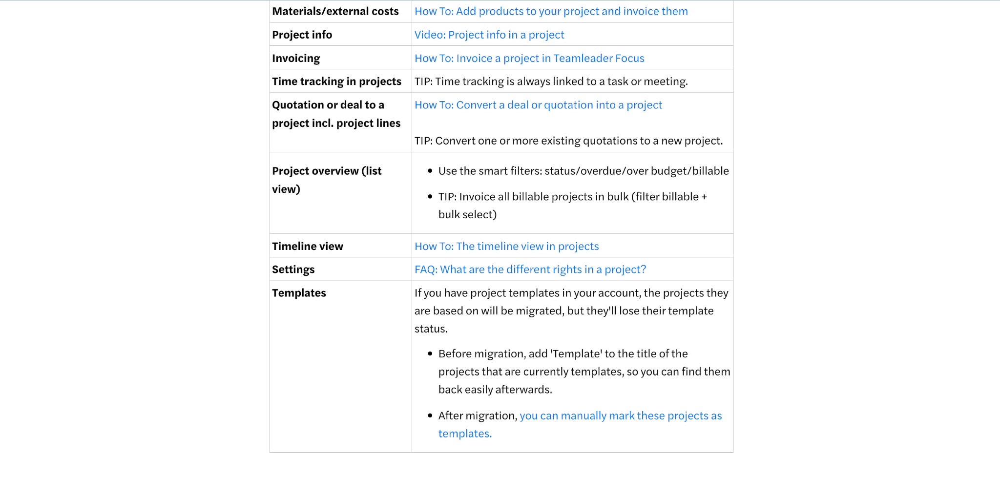 Materials/external costs
How To: Add products to your project and invoice them
Project info
Video: Project info in a project
Invoicing
How To: Invoice a project in Teamleader Focus
Time tracking in projects
TIP: Time tracking is always linked to a task or meeting.
Quotation or deal to a
project incl. project lines
How To: Convert a deal or quotation into a project
TIP: Convert one or more existing quotations to a new project.
Project overview (list
view)
• Use the smart filters: status/overdue/over budget/billable
• TIP: Invoice all billable projects in bulk (filter billable +
bulk select)
Timeline view
How To: The timeline view in projects
Settings
FAQ: What are the different rights in a project?
Templates
If you have project templates in your account, the projects they
are based on will be migrated, but they'll lose their template
status.
• Before migration, add 'Template' to the title of the
projects that are currently templates, so you can find them
back easily afterwards.
• After migration, you can manually mark these projects as
templates.